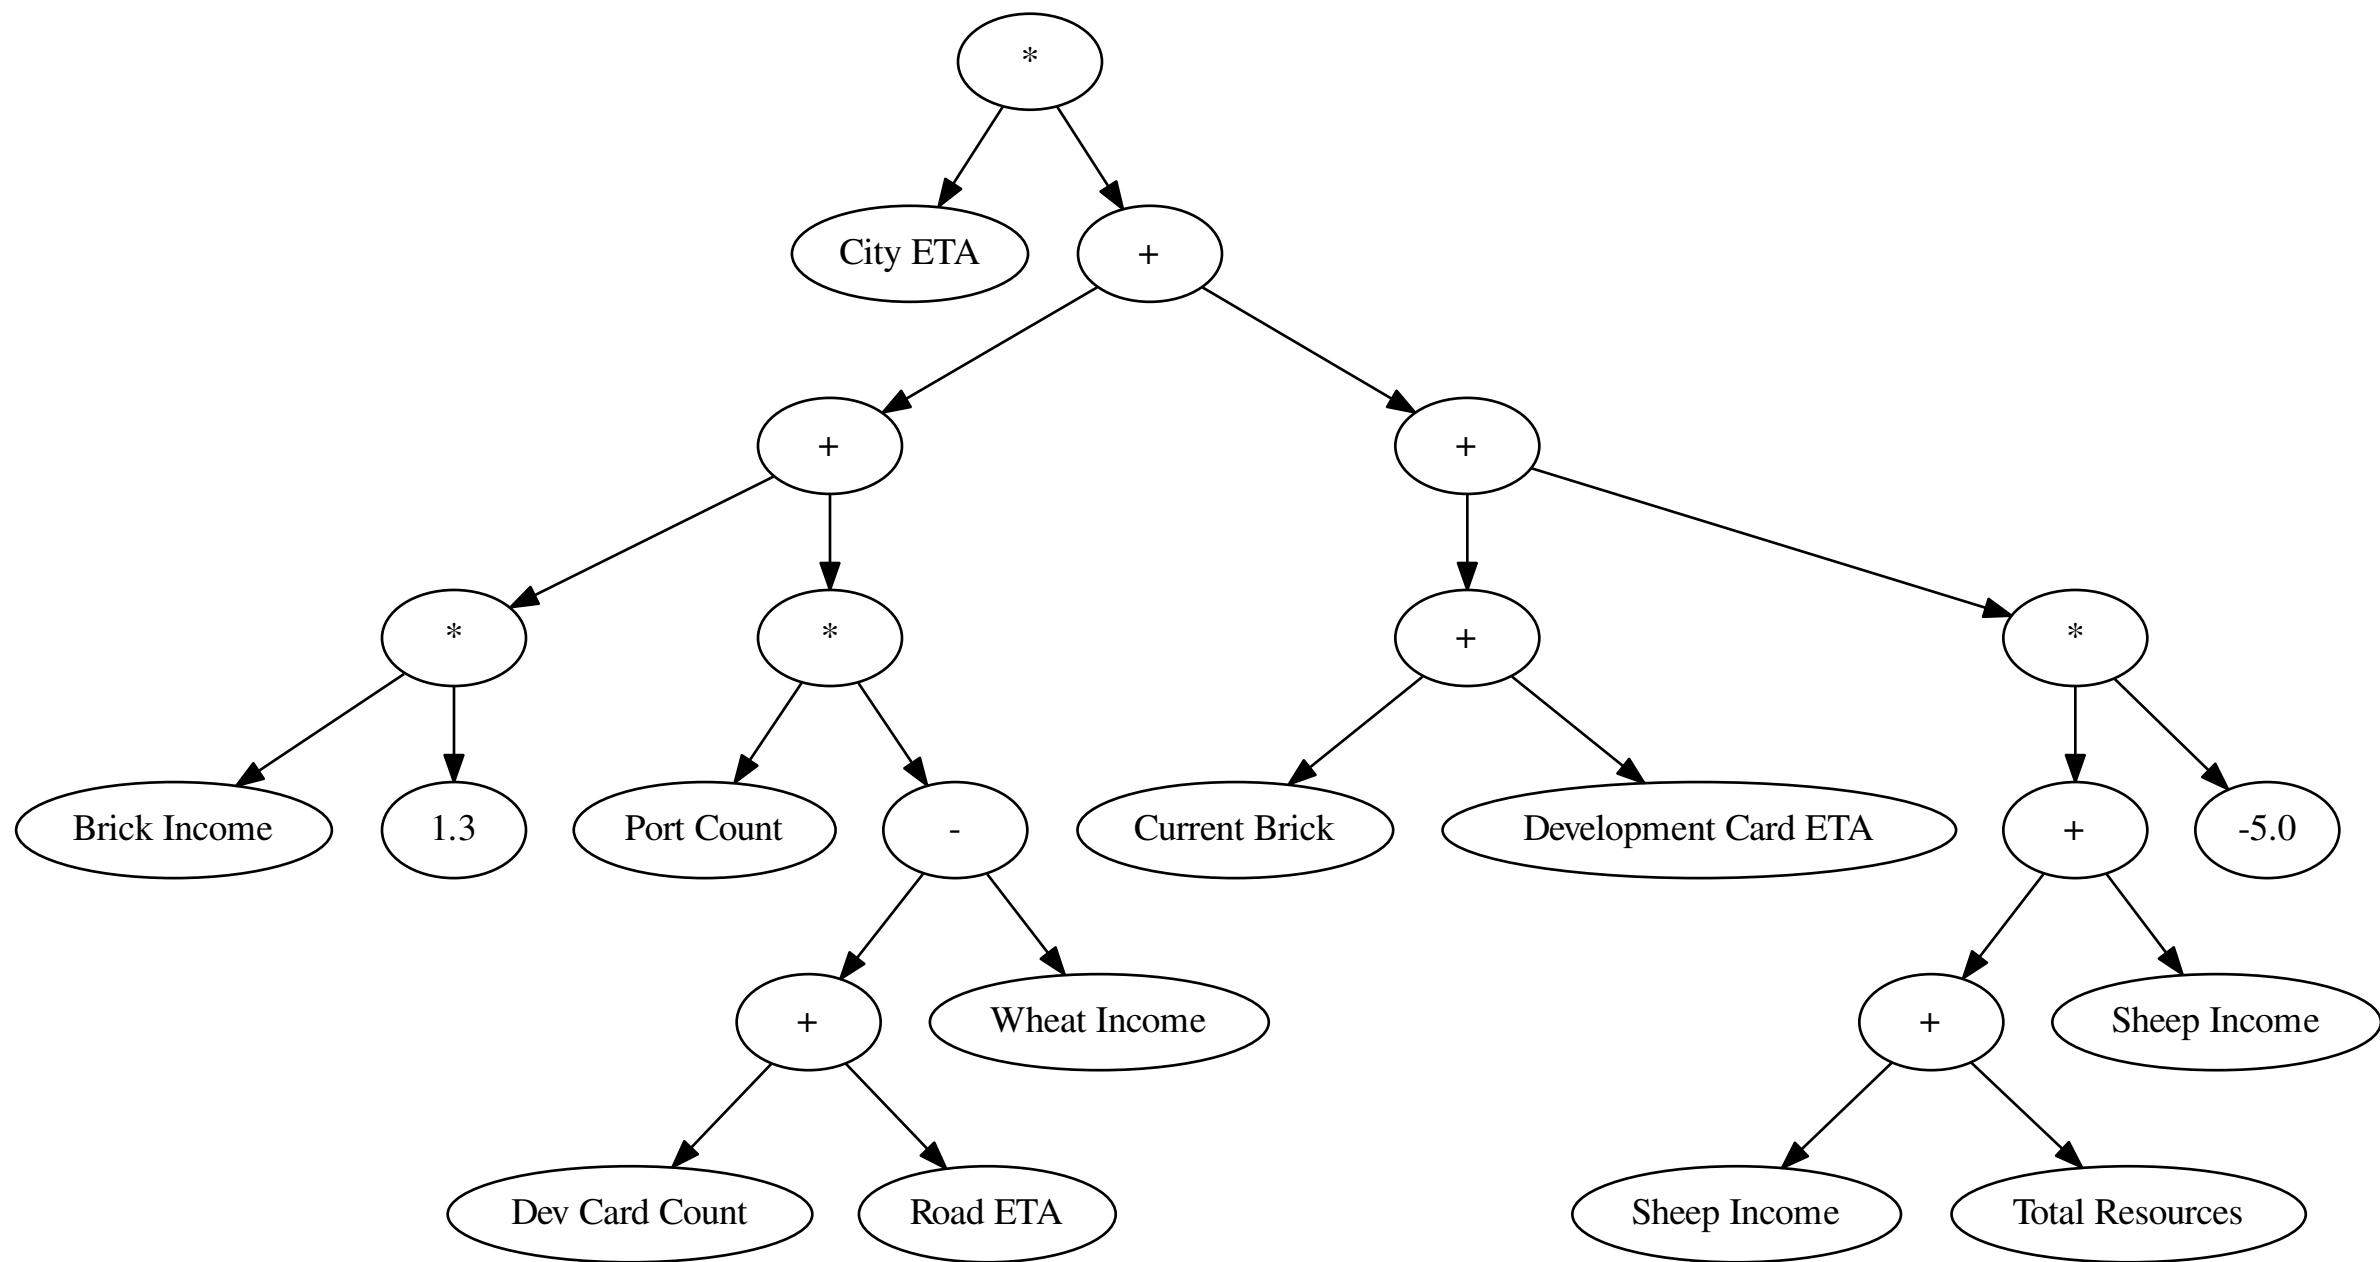 *
City ETA
+
+
+
*
*
+
*
Brick Income
1.3
Port Count
-
Current Brick
Development Card ETA
+
-5.0
+
Wheat Income
+
Sheep Income
Dev Card Count
Road ETA
Sheep Income
Total Resources